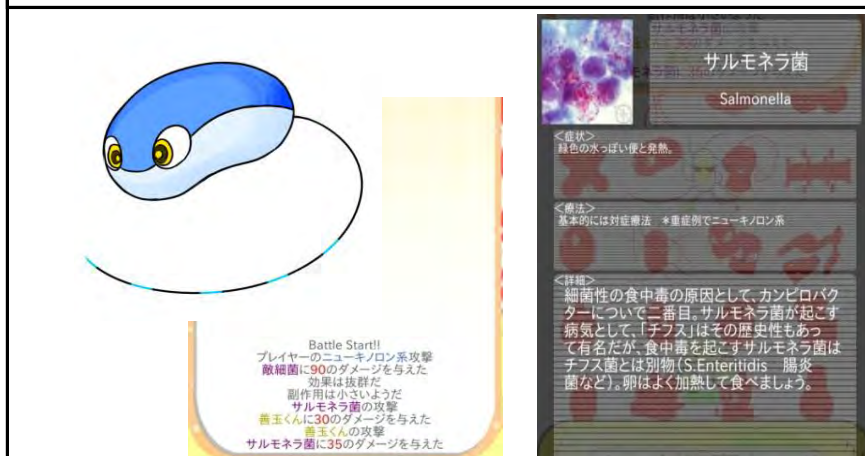 Battle Start!!
プレイヤーのニューキノロン系攻撃
敵細菌に90のダメージを与えた
効果は抜群だ
副作用は小さいようだ
サルモネラ菌の攻撃
善玉くんに30のダメージを与えた
善玉くんの攻撃
サルモネラ菌に35のダメージを与えた
サルモネラ菌
Salmonella
<症状>
緑色の水っぽい便と発熱。
<療法>
基本的には対症療法　*重症例でニューキノロン系
<詳細>
細菌性の食中毒の原因として、カンピロバク
ターについで二番目。サルモネラ菌が起こす
病気として、「チフス」はその歴史性もあっ
て有名だが、食中毒を起こすサルモネラ菌は
チフス菌とは別物（S.Enteritidis　腸炎
菌など）。卵はよく加熱して食べましょう。